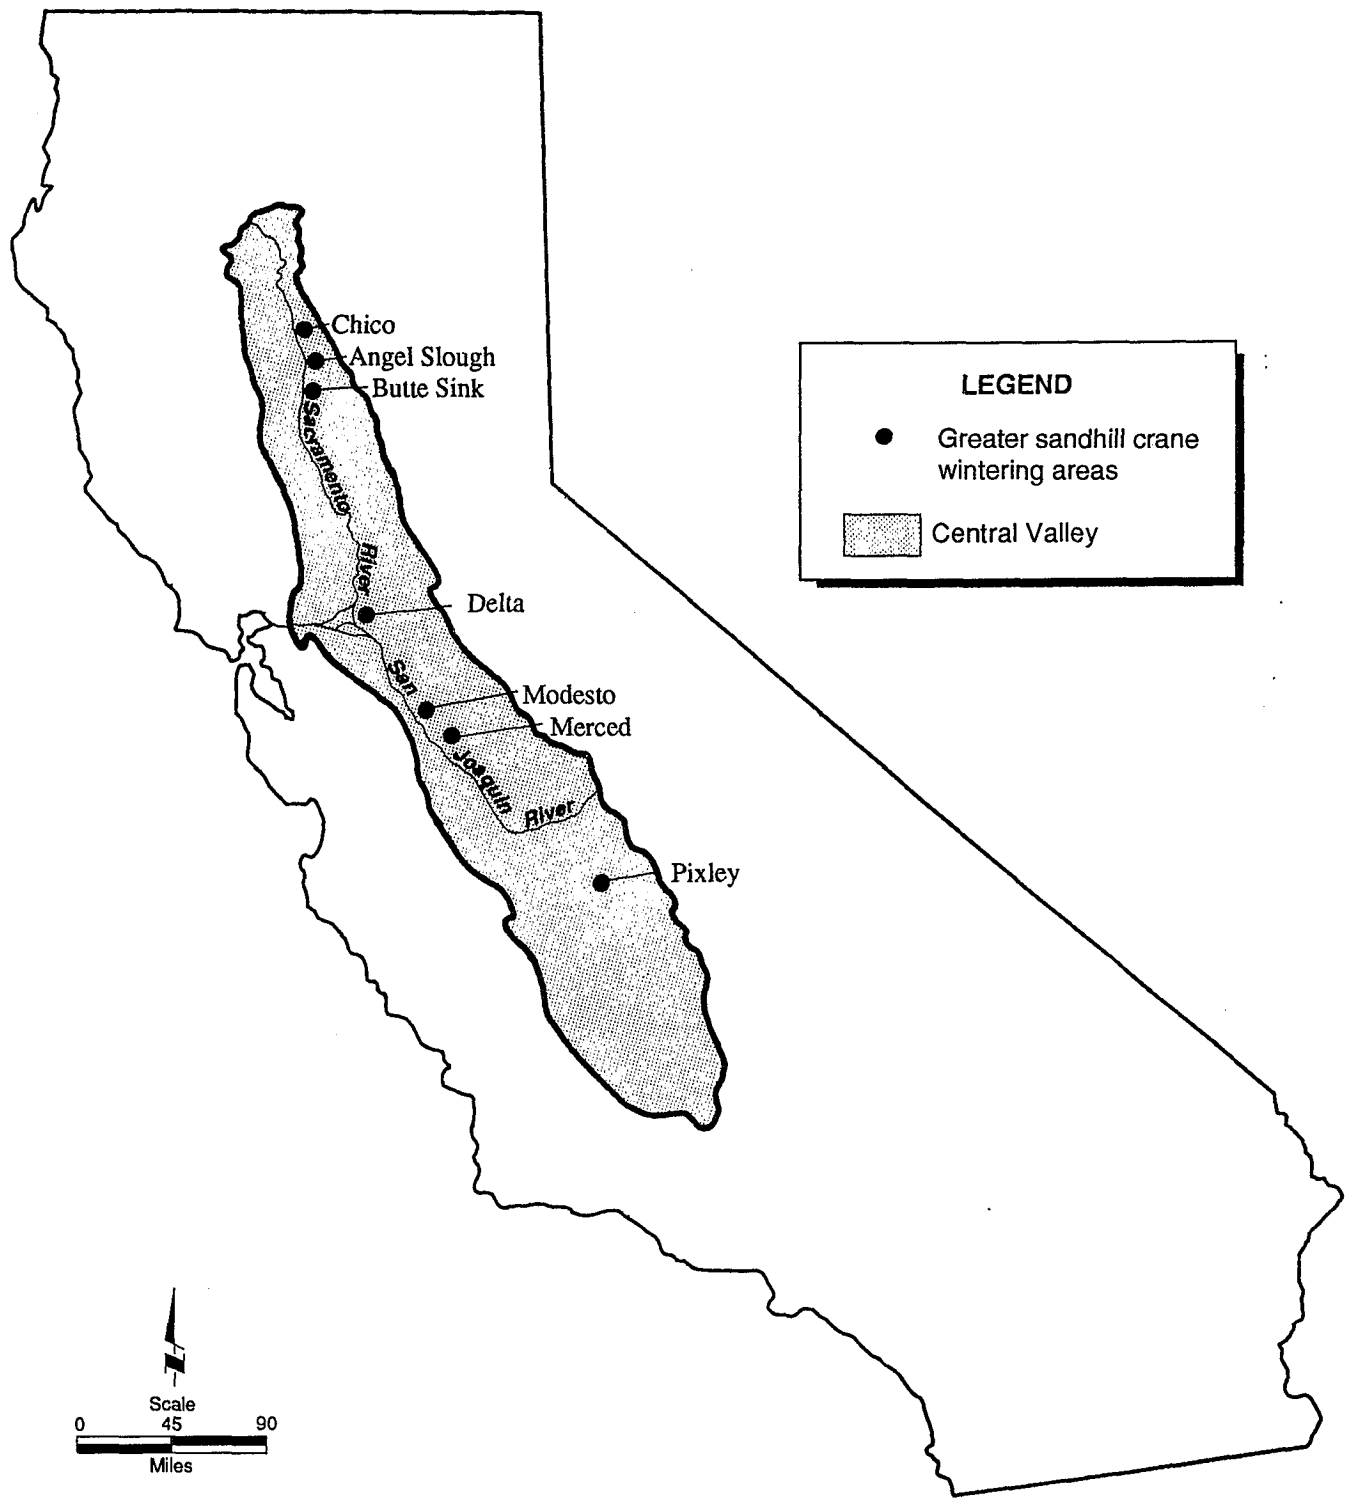 Chico
Angel Slough
Butte Sink
Sacramento
River
Delta
San
Joaquin
River
Modesto
Merced
Pixley
LEGEND
Greater sandhill crane
wintering areas
Central Valley
N
Scale
0 45 90
Miles